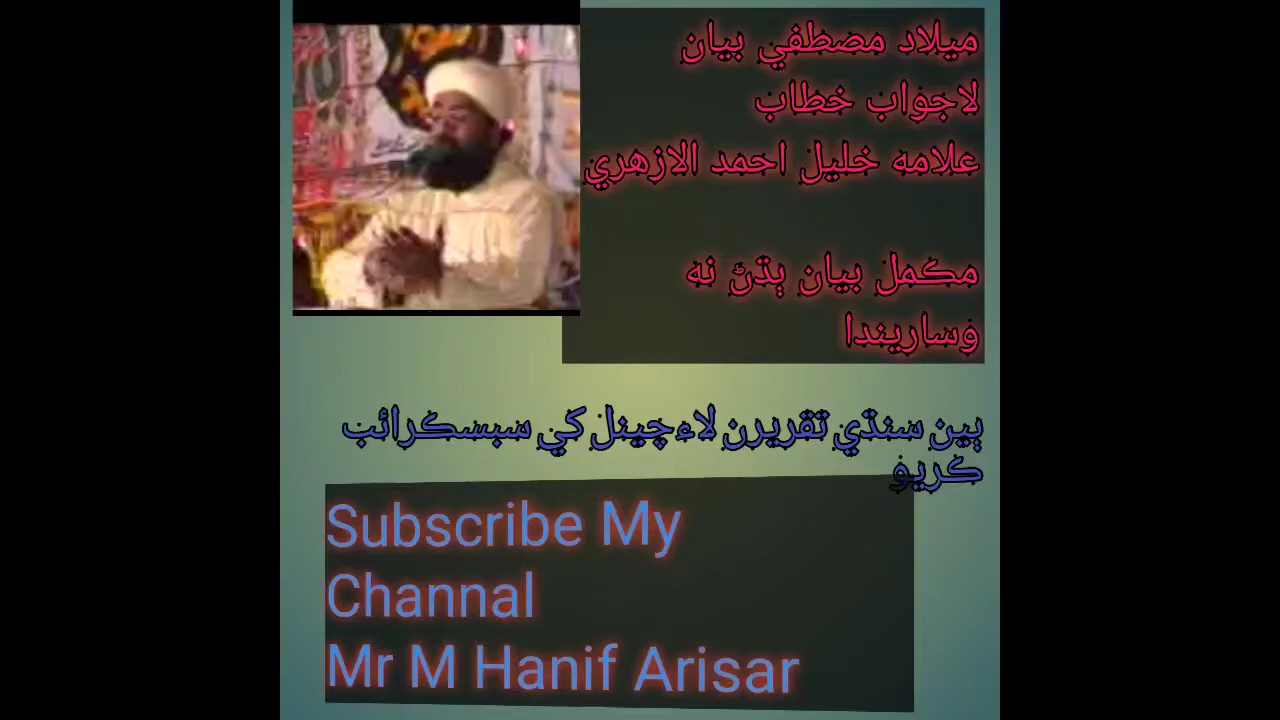 ميلاد مصطفي بيان
لاجواب خطاب
علامه خليل احمد الازهري
مڪمل بيان ٻڌڻ نه
وساريندا
ٻين سنڌي تقريرن لاءِ چينل کي سبسڪرائب
ڪريو
Subscribe My
Channal
Mr M Hanif Arisar